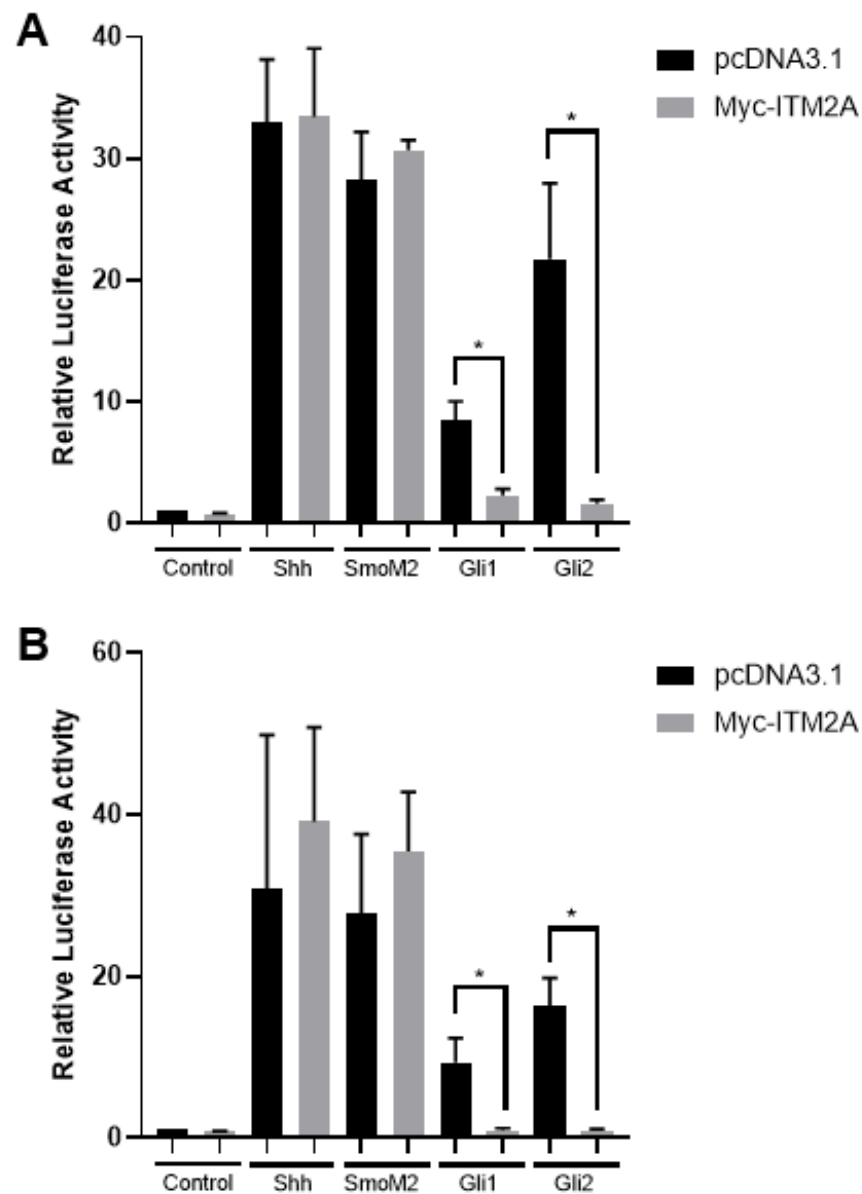 A
Relative Luciferase Activity
40
30
20
10
0
pcDNA3.1
Myc-ITM2A
*
*
Control Shh SmoM2 Gli1 Gli2
B
Relative Luciferase Activity
60
40
20
0
pcDNA3.1
Myc-ITM2A
*
*
Control Shh SmoM2 Gli1 Gli2